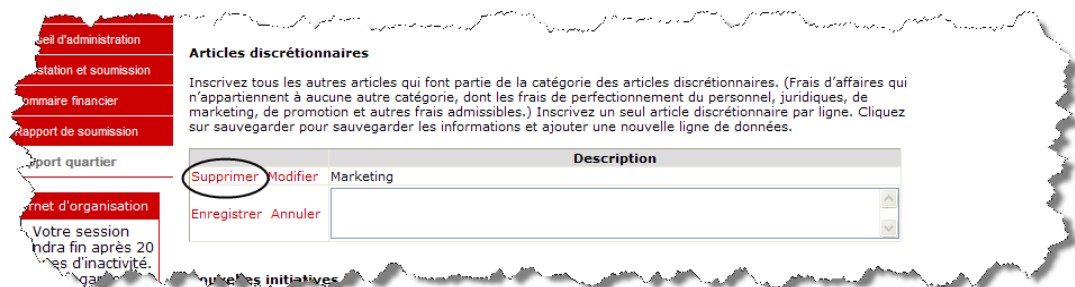 seil d'administration
station et soumission
ommaire financier
Rapport de soumission
pport quartier
rnet d'organisation
Votre session
ndra fin après 20
es d'inactivité.
Articles discrétionnaires
Inscrivez tous les autres articles qui font partie de la catégorie des articles discrétionnaires. (Frais d'affaires qui
n'appartiennent à aucune autre catégorie, dont les frais de perfectionnement du personnel, juridiques, de
marketing, de promotion et autres frais admissibles.) Inscrivez un seul article discrétionnaire par ligne. Cliquez
sur sauvegarder pour sauvegarder les informations et ajouter une nouvelle ligne de données.
Description
Supprimer Modifier Marketing
Enregistrer Annuler
ouvelles initiatives